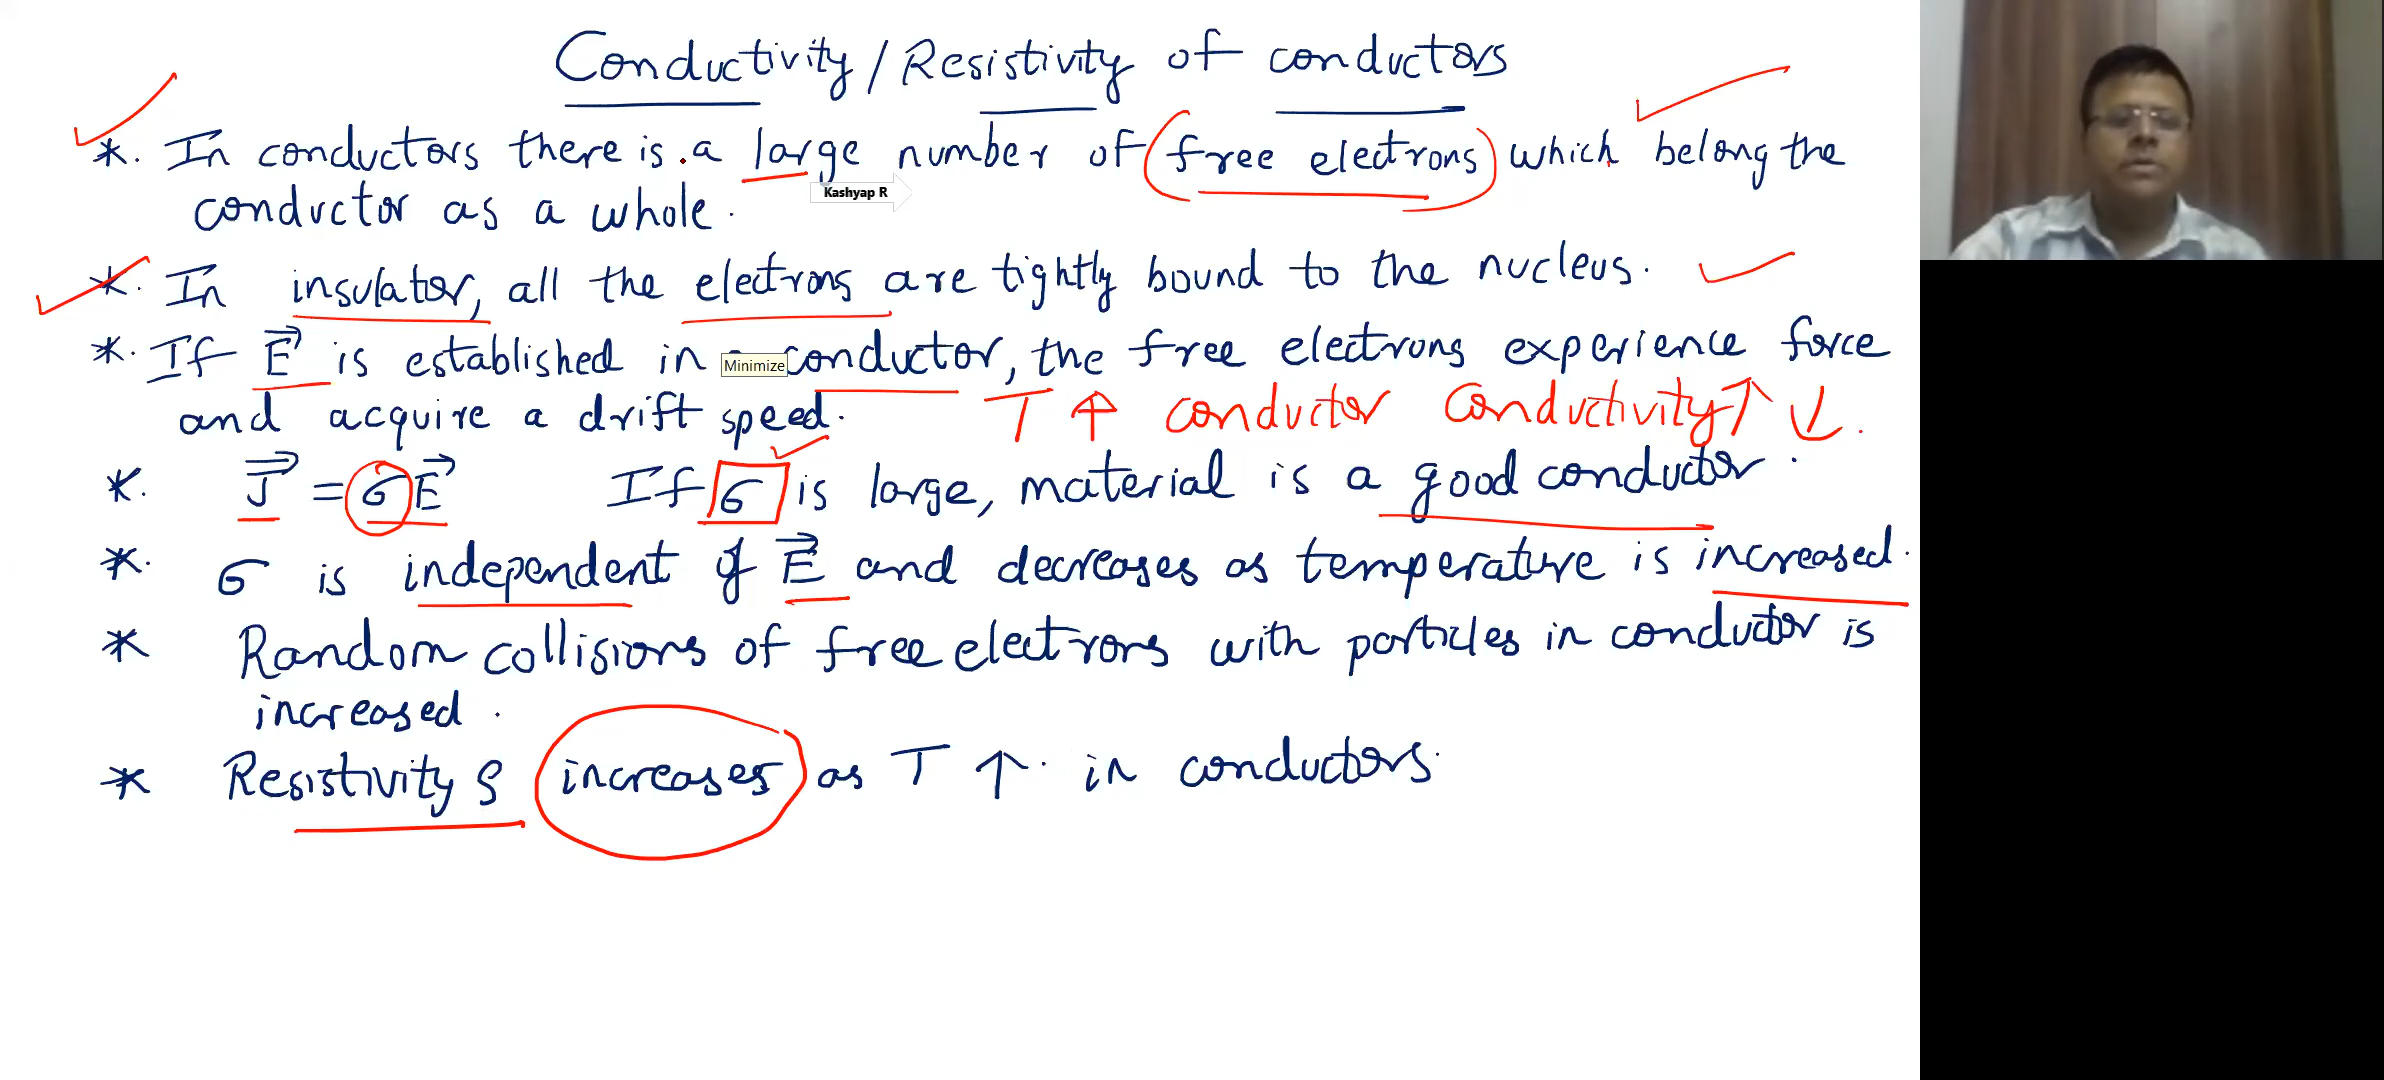 Conductivity / Resistivity of conductors
*. In conductors there is a large number of free electrons which belong the
Kashyap R
conductor as a whole.
*. In insulator, all the electrons are tightly bound to the nucleus.
*. If E⃗ is established in conductor, the free electrons experience force
Minimize
and acquire a drift speed. T ↑ conductor conductivity ↑ ↓.
*. J⃗ = σE⃗ If σ is large, material is a good conductor.
*. σ is independent of E⃗ and decreases as temperature is increased.
* Random collisions of free electrons with particles in conductor is
increased.
* Resistivity ρ increases as T ↑. in conductors.